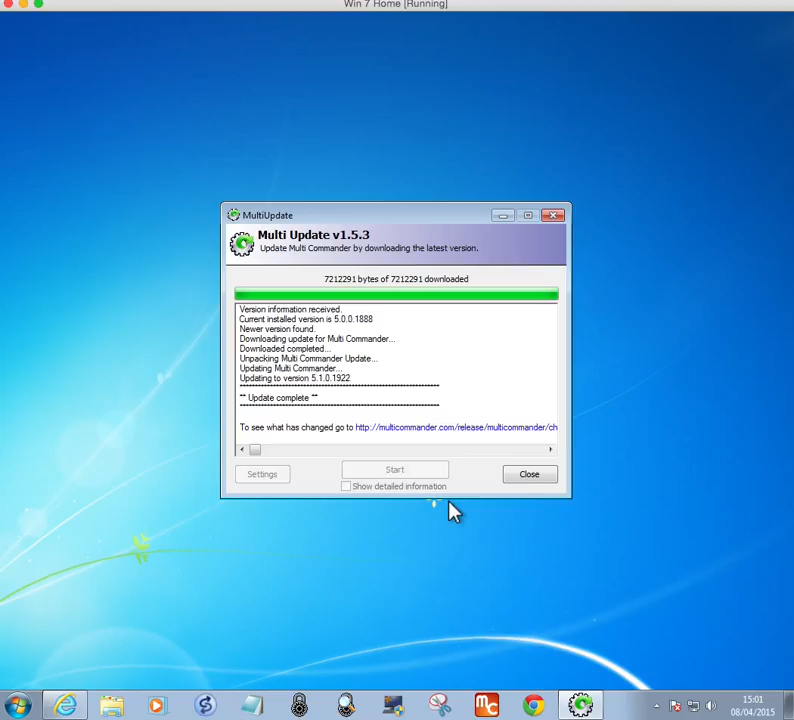 Win 7 Home [Running]
MultiUpdate
Multi Update v1.5.3
Update Multi Commander by downloading the latest version.
7212291 bytes of 7212291 downloaded
Version information received.
Current installed version is 5.0.0.1888
Newer version found.
Downloading update for Multi Commander...
Downloaded completed...
Unpacking Multi Commander Update...
Updating Multi Commander...
Updating to version 5.1.0.1922
--------------------------------------------------
** Update complete **
--------------------------------------------------
To see what has changed go to http://multicommander.com/release/multicommander/ch
Settings
Start
Close
Show detailed information
mc
15:01
08/04/2015